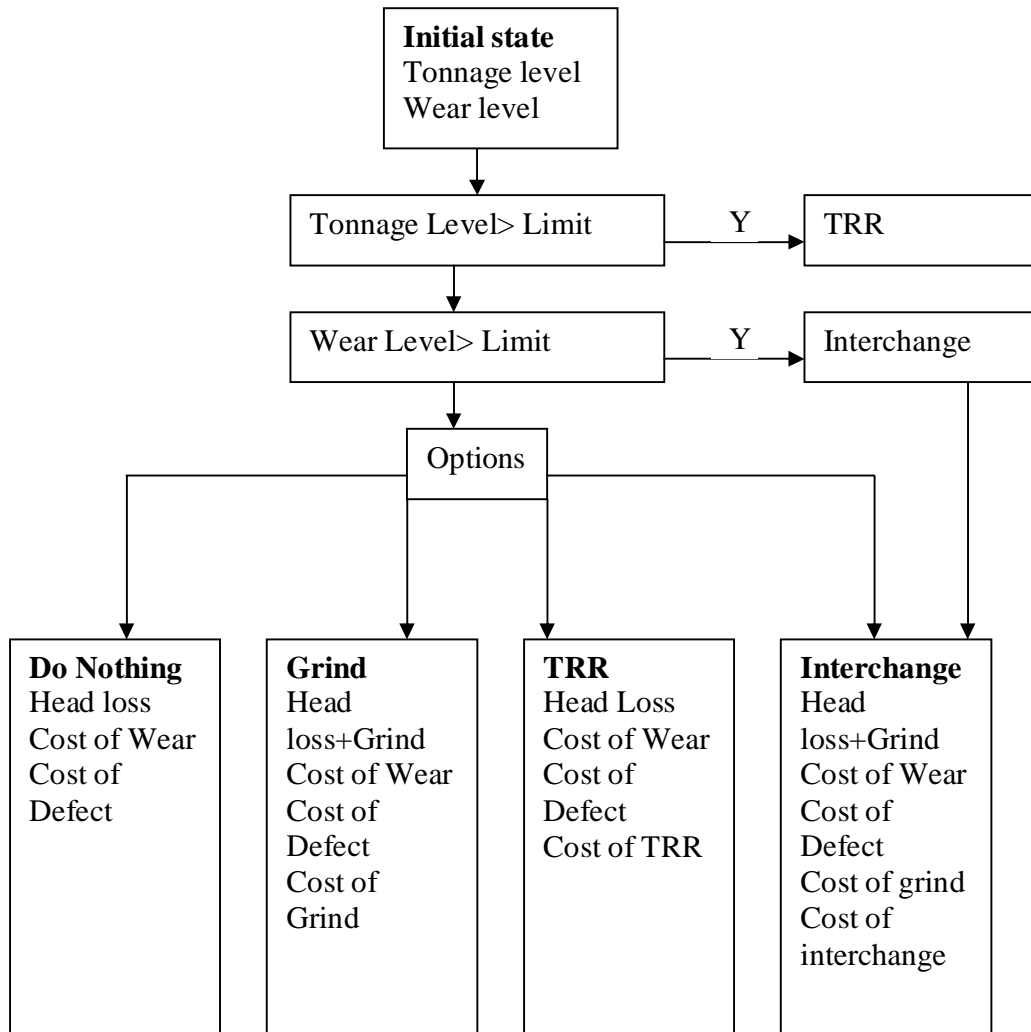 Initial state
Tonnage level
Wear level
Tonnage Level> Limit
Y
TRR
Wear Level> Limit
Y
Interchange
Options
Do Nothing
Head loss
Cost of Wear
Cost of
Defect
Grind
Head
loss+Grind
Cost of Wear
Cost of
Defect
Cost of
Grind
TRR
Head Loss
Cost of Wear
Cost of
Defect
Cost of TRR
Interchange
Head
loss+Grind
Cost of Wear
Cost of
Defect
Cost of grind
Cost of
interchange